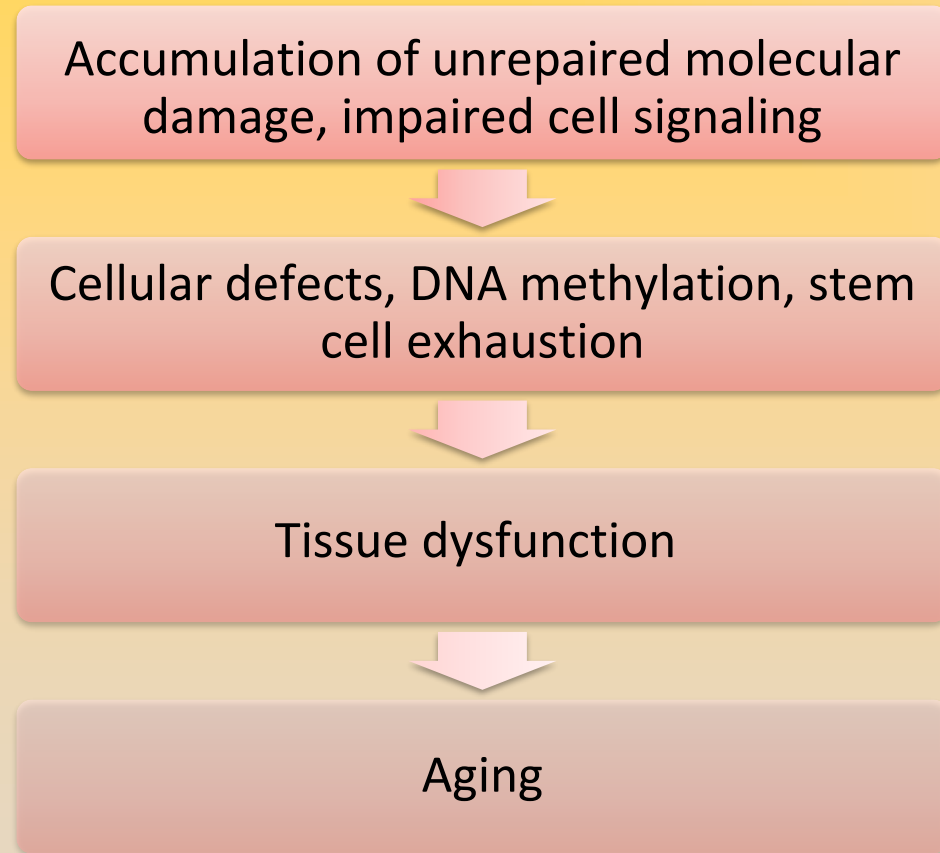 Accumulation of unrepaired molecular
damage, impaired cell signaling
Cellular defects, DNA methylation, stem
cell exhaustion
Tissue dysfunction
Aging